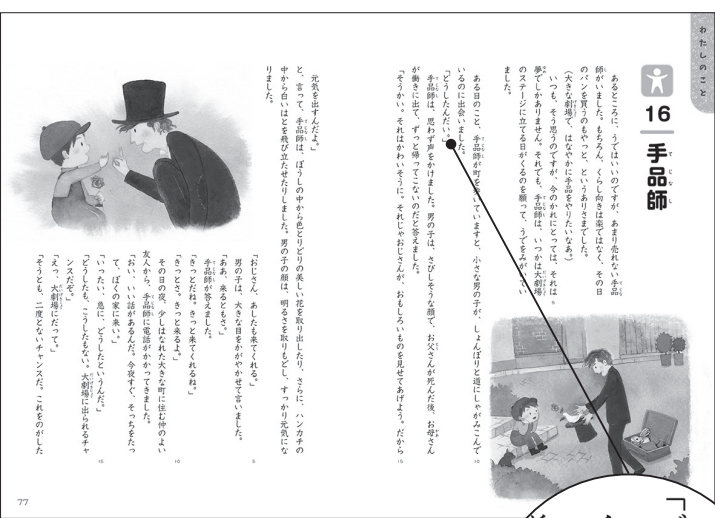 わたしのこと
16
手品師
てじなし
あるところに、うではいいのですが、あまり売れない手品
師がいました。もちろん、くらし向きは楽ではなく、その日
のパンを買うのもやっと、というありさまでした。
(大きな劇場で、はなやかに手品をやりたいなあ。)
いつも、そう思うのですが、今のかれにとっては、それは
夢でしかありません。それでも、手品師は、いつかは大劇場
のステージに立てる日がくるのを願って、うでをみがいてい
ました。
ある日のこと、手品師が町を歩いていますと、小さな男の子が、しょんぼりと道にしゃがみこんで
いるのに出会いました。
「どうしたんだい。」
手品師は、思わず声をかけました。男の子は、さびしそうな顔で、お父さんが死んだ後、お母さん
が働きに出て、ずっと帰ってこないのだと答えました。
「そうかい。それはかわいそうに。それじゃおじさんが、おもしろいものを見せてあげよう。だから
元気を出すんだよ。」
と、言って、手品師は、ぼうしの中から色とりどりの美しい花を取り出したり、さらに、ハンカチの
中から白いはとを飛び立たせたりしました。男の子の顔は、明るさを取りもどし、すっかり元気にな
りました。
「おじさん、あしたも来てくれる。」
男の子は、大きな目をかがやかせて言いました。
「ああ、来るともさ。」
手品師が答えました。
「きっとだね。きっと来てくれるね。」
「きっとさ。きっと来るよ。」
その日の夜、少しはなれた大きな町に住む仲のよい
友人から、手品師に電話がかかってきました。
「おい、いい話があるんだ。今夜すぐ、そっちをたっ
て、ぼくの家に来い。」
「いったい、急に、どうしたというんだ。」
「どうしたも、こうしたもない。大劇場に出られるチャ
ンスだぞ。」
「えっ、大劇場にだって。」
「そうとも、二度とないチャンスだ。これをのがした
77